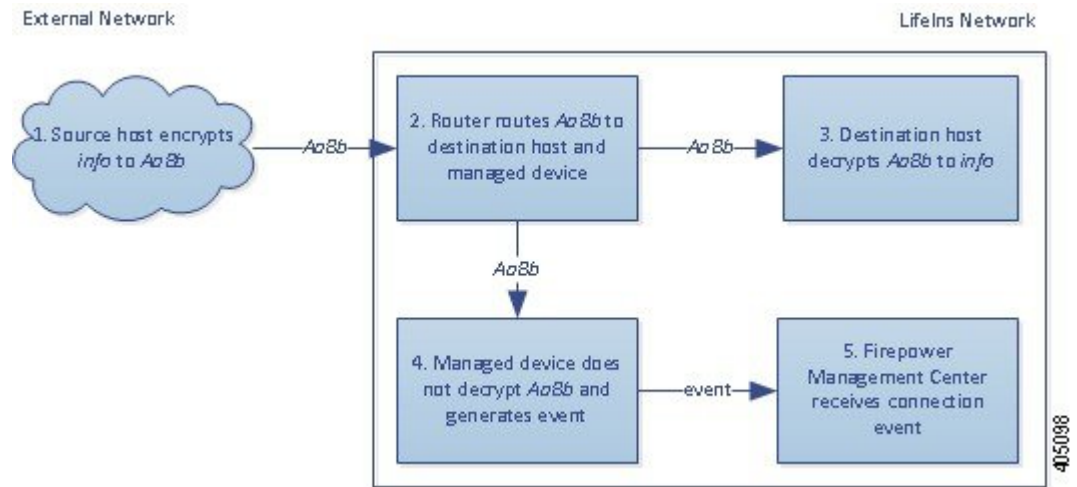 External Network
LifeIns Network
1. Source host encrypts
info to Aa8b
Aa8b
2. Router routes Aa8b to
destination host and
managed device
Aa8b
3. Destination host
decrypts Aa8b to info
Aa8b
4. Managed device does
not decrypt Aa8b and
generates event
event
5. Firepower
Management Center
receives connection
event
405098